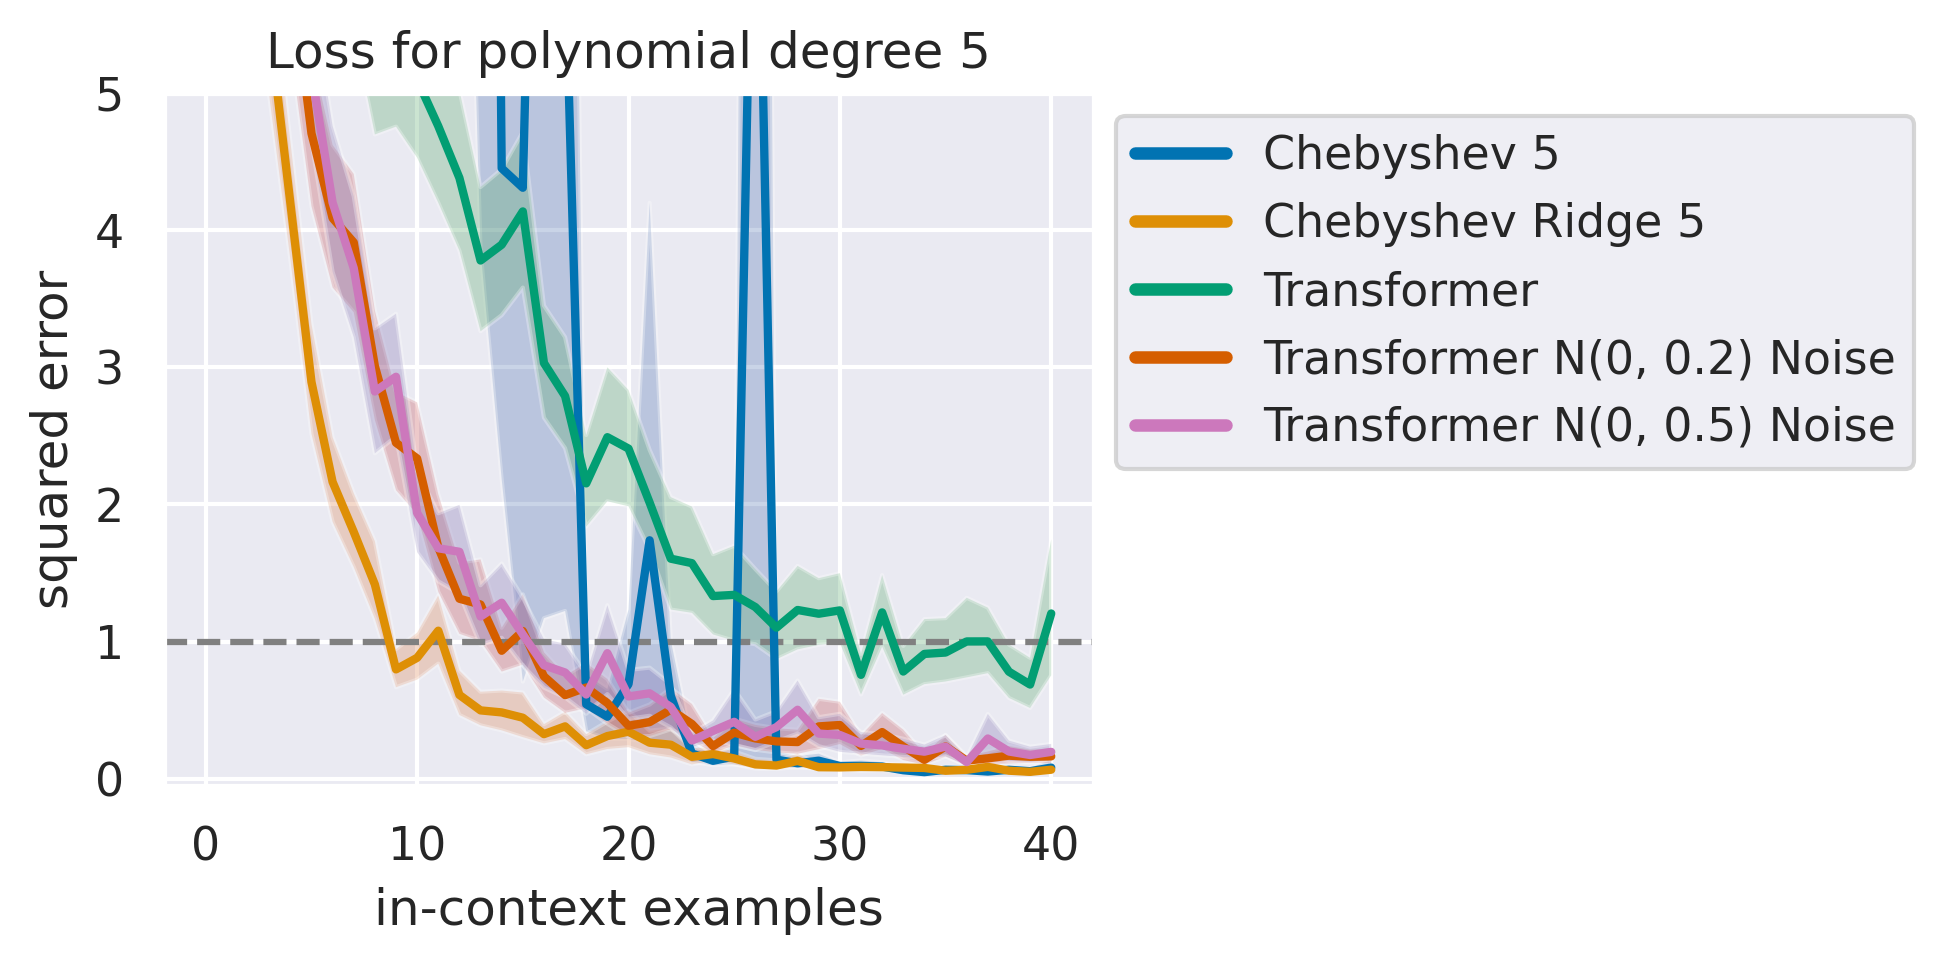 Loss for polynomial degree 5
squared error
5
4
3
2
1
0
0 10 20 30 40
in-context examples
Chebyshev 5
Chebyshev Ridge 5
Transformer
Transformer N(0, 0.2) Noise
Transformer N(0, 0.5) Noise